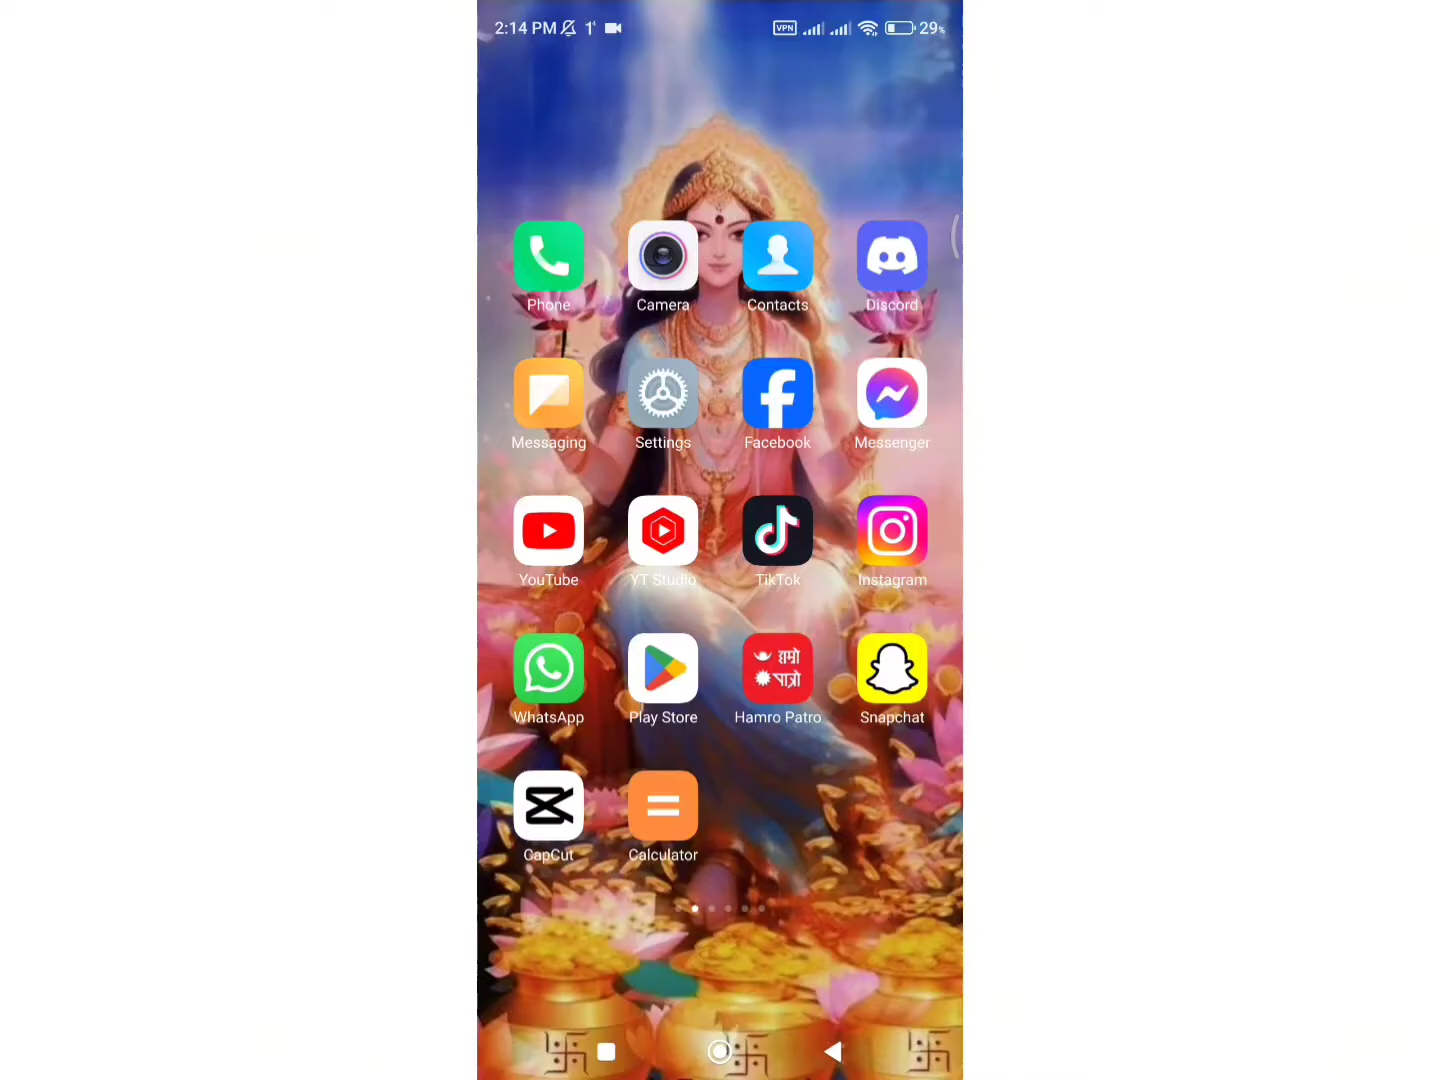 2:14 PM
VPN
29%
Phone
Camera
Contacts
Discord
Messaging
Settings
Facebook
Messenger
YouTube
YT Studio
TikTok
Instagram
हाम्रो
पात्रो
WhatsApp
Play Store
Hamro Patro
Snapchat
CapCut
Calculator